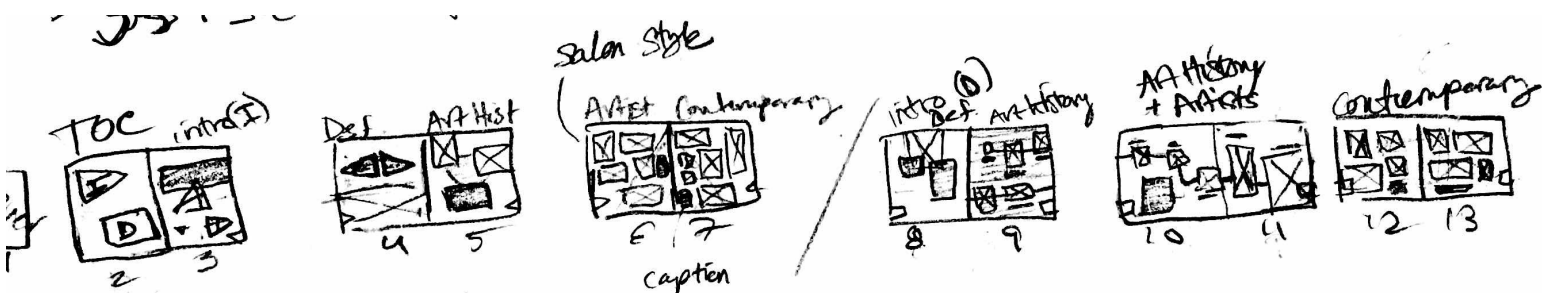 Salon Style
TOC intro(I)
Def Art Hist
Artist Contemporary
intro (D)
Def. Art History
Art History
+ Artists
Contemporary
I
D
D
2 3
4 5
6 7
8 9
10 11
12 13
caption